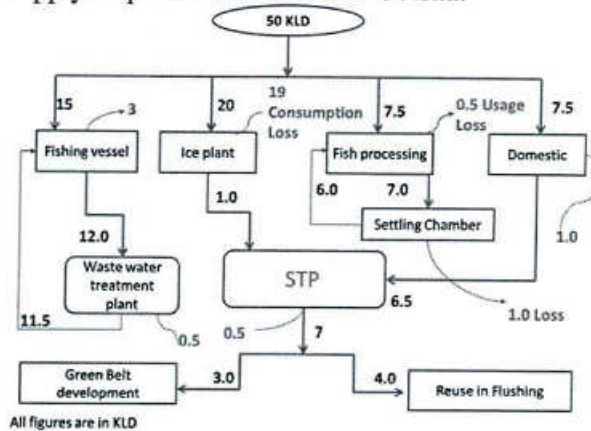 50 KLD
15
3
20
19
Consumption
Loss
7.5
0.5 Usage
Loss
7.5
Fishing vessel
Ice plant
Fish processing
Domestic
6.0
7.0
1.0
Settling Chamber
12.0
1.0
Waste water
treatment
plant
STP
6.5
11.5
0.5
0.5
7
1.0 Loss
Green Belt
development
3.0
4.0
Reuse in Flushing
All figures are in KLD